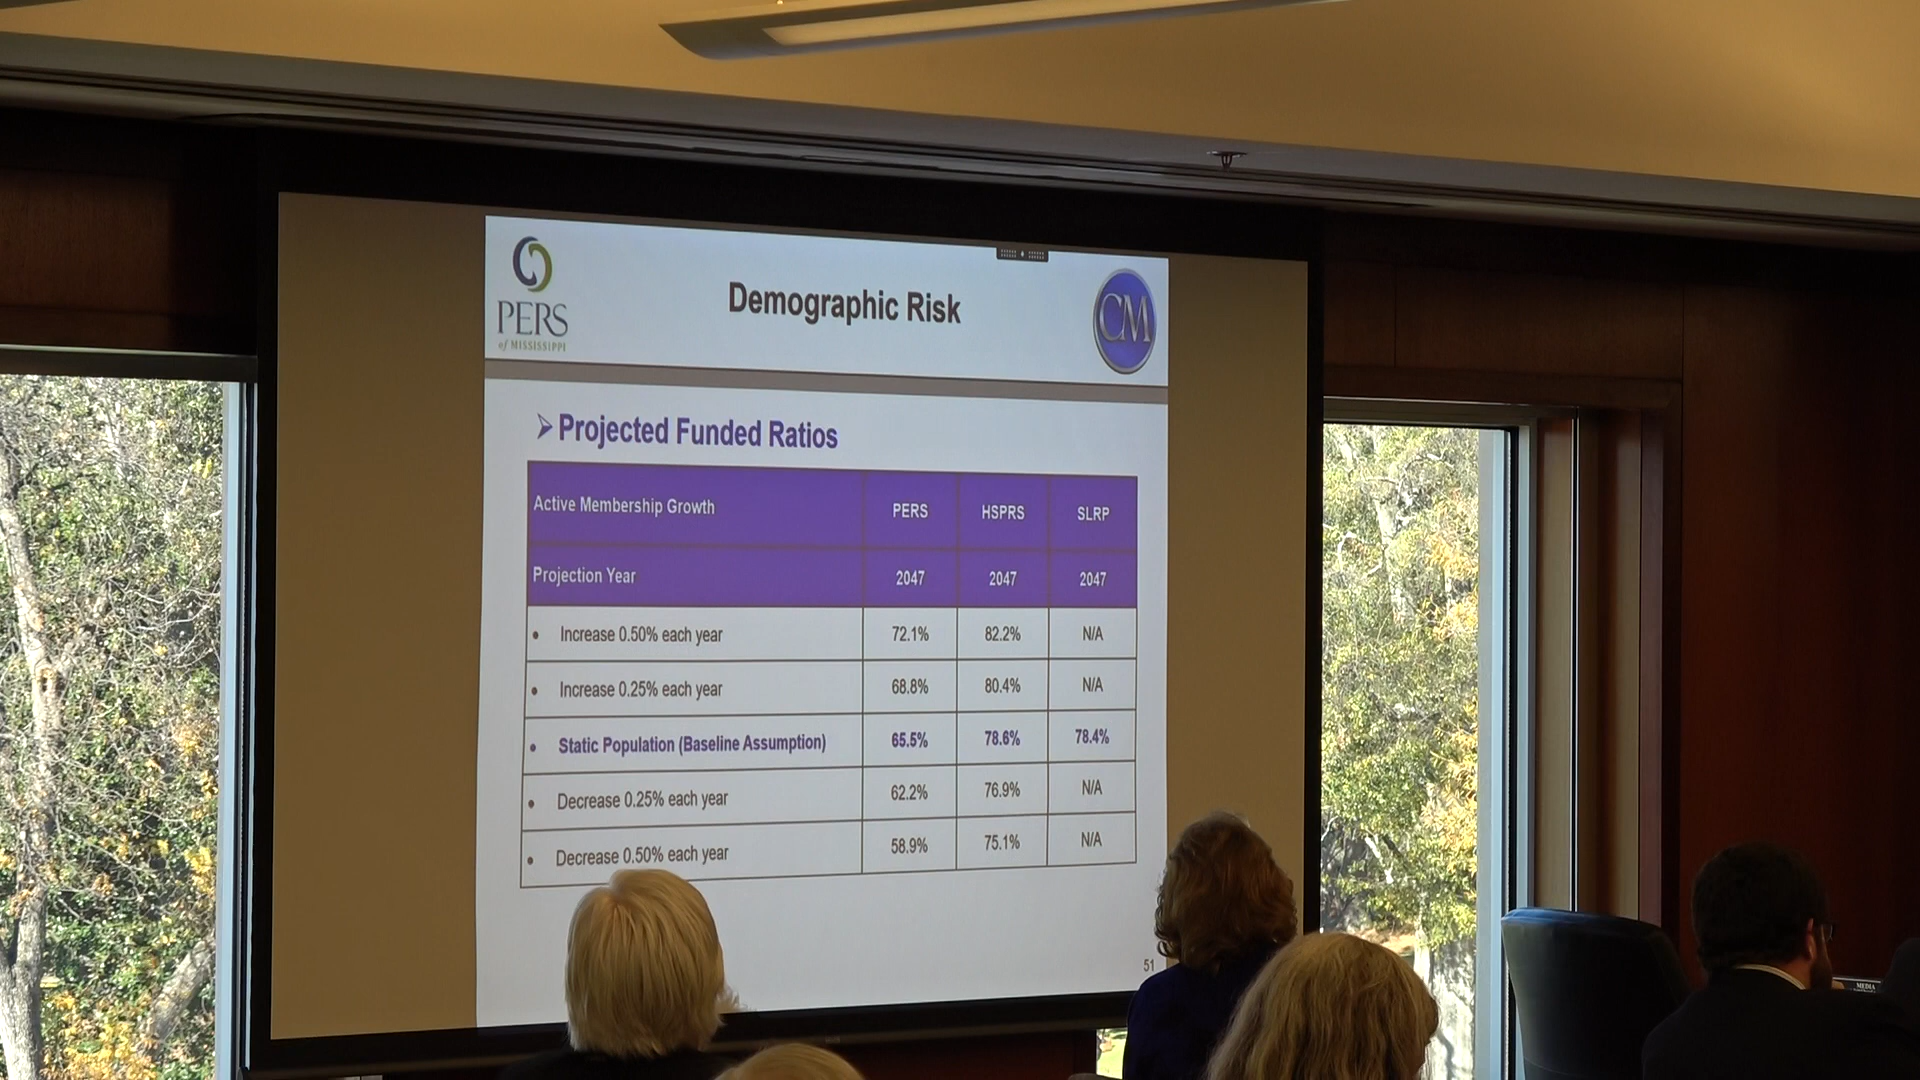 PERS
of MISSISSIPPI
Demographic Risk
CM
Projected Funded Ratios
Active Membership Growth PERS HSPRS SLRP
Projection Year 2047 2047 2047
• Increase 0.50% each year 72.1% 82.2% N/A
• Increase 0.25% each year 68.8% 80.4% N/A
• Static Population (Baseline Assumption) 65.5% 78.6% 78.4%
• Decrease 0.25% each year 62.2% 76.9% N/A
• Decrease 0.50% each year 58.9% 75.1% N/A
51
MEDIA